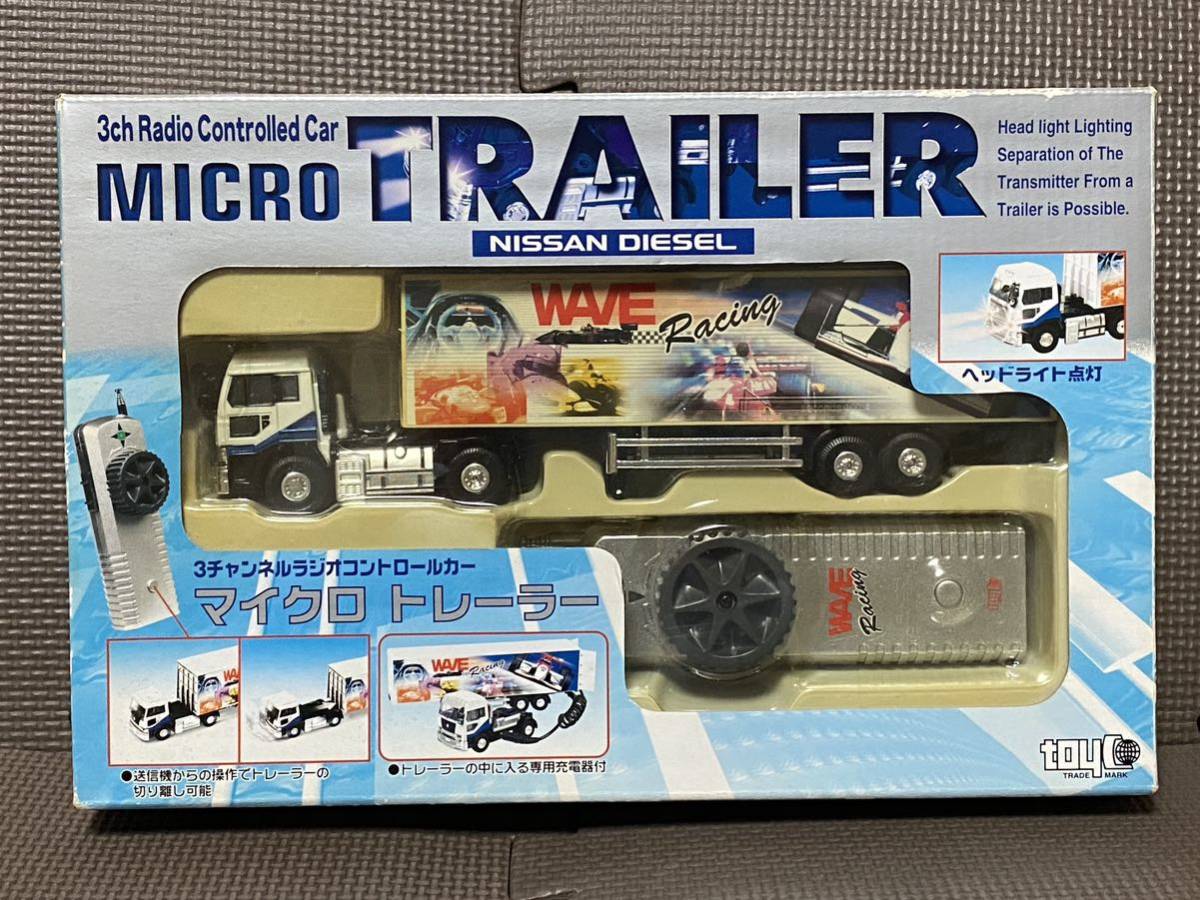 3ch Radio Controlled Car
MICRO TRAILER
NISSAN DIESEL
Head light Lighting
Separation of The
Transmitter From a
Trailer is Possible.
WAVE
Racing
ヘッドライト点灯
3チャンネルラジオコントロールカー
マイクロ トレーラー
WAVE
Racing
WAVE
WAVE
Racing
●送信機からの操作でトレーラーの
切り離し可能
●トレーラーの中に入る専用充電器付
toyCo
TRADE MARK